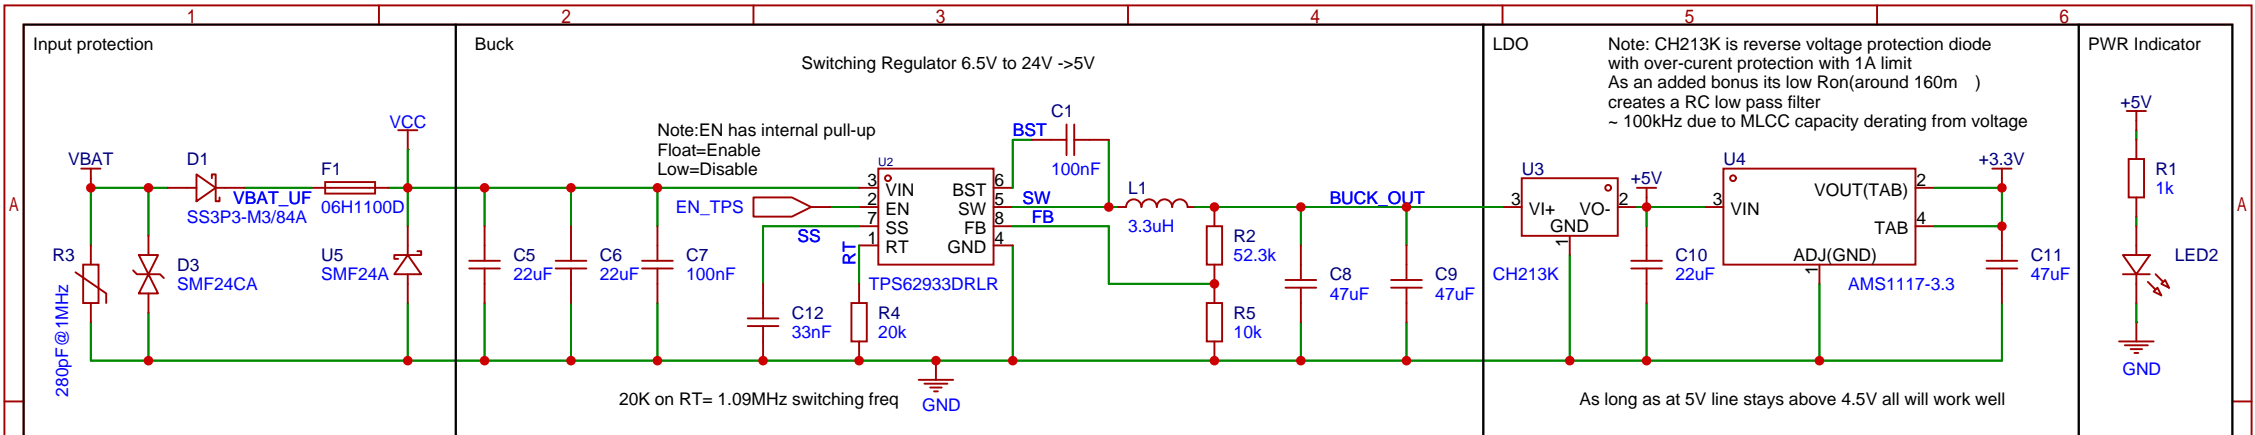 1
2
3
4
5
6
A
A
Input protection
VBAT
D1
SS3P3-M3/84A
VBAT_UF
F1
06H1100D
VCC
R3
280pF@1MHz
D3
SMF24CA
U5
SMF24A
Buck
Switching Regulator 6.5V to 24V ->5V
Note:EN has internal pull-up
Float=Enable
Low=Disable
C5
22uF
C6
22uF
C7
100nF
EN_TPS
SS
RT
C12
33nF
R4
20k
U2
3 VIN
2 EN
7 SS
1 RT
BST 6
SW 5
FB 8
GND 4
TPS62933DRLR
BST
C1
100nF
SW
FB
L1
3.3uH
R2
52.3k
R5
10k
BUCK_OUT
C8
47uF
C9
47uF
GND
20K on RT= 1.09MHz switching freq
LDO
Note: CH213K is reverse voltage protection diode
with over-curent protection with 1A limit
As an added bonus its low Ron(around 160m )
creates a RC low pass filter
~ 100kHz due to MLCC capacity derating from voltage
U3
3 VI+ VO- 2
GND
1
CH213K
+5V
C10
22uF
U4
3 VIN
VOUT(TAB) 2
TAB 4
ADJ(GND)
1
AMS1117-3.3
+3.3V
C11
47uF
As long as at 5V line stays above 4.5V all will work well
PWR Indicator
+5V
R1
1k
LED2
GND